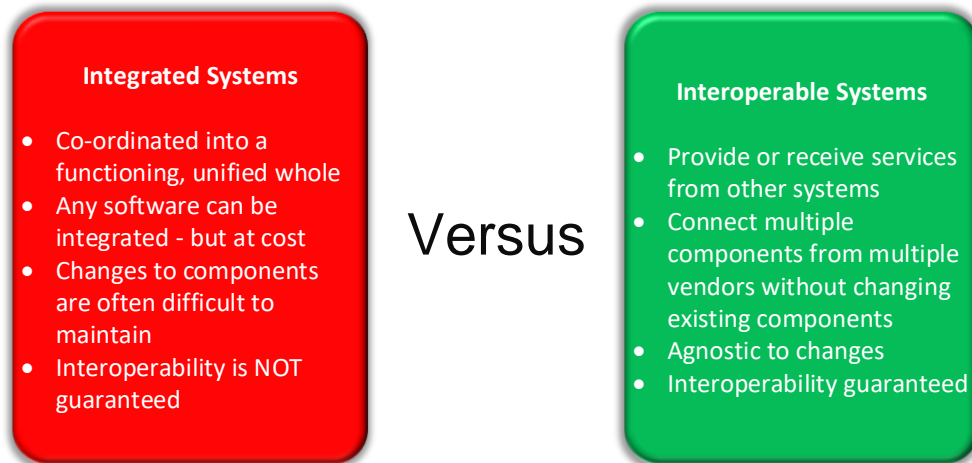 Integrated Systems
• Co-ordinated into a
functioning, unified whole
• Any software can be
integrated - but at cost
• Changes to components
are often difficult to
maintain
• Interoperability is NOT
guaranteed
Versus
Interoperable Systems
• Provide or receive services
from other systems
• Connect multiple
components from multiple
vendors without changing
existing components
• Agnostic to changes
• Interoperability guaranteed